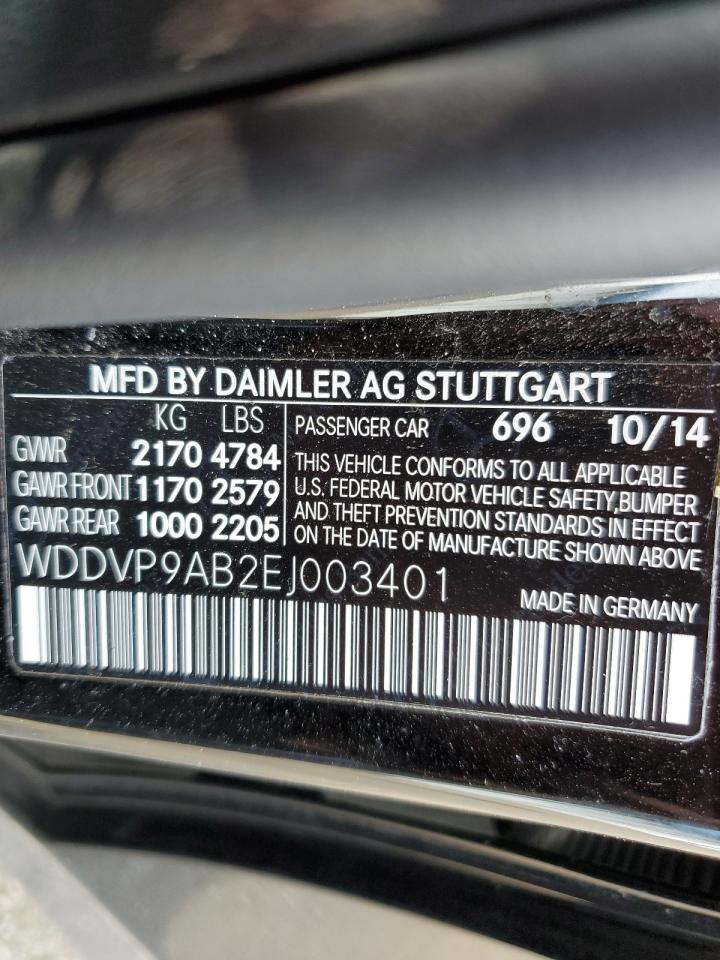 MFD BY DAIMLER AG STUTTGART
KG LBS
GVWR 2170 4784
GAWR FRONT 1170 2579
GAWR REAR 1000 2205
PASSENGER CAR 696 10/14
THIS VEHICLE CONFORMS TO ALL APPLICABLE
U.S. FEDERAL MOTOR VEHICLE SAFETY,BUMPER
AND THEFT PREVENTION STANDARDS IN EFFECT
ON THE DATE OF MANUFACTURE SHOWN ABOVE
WDDVP9AB2EJ003401
MADE IN GERMANY